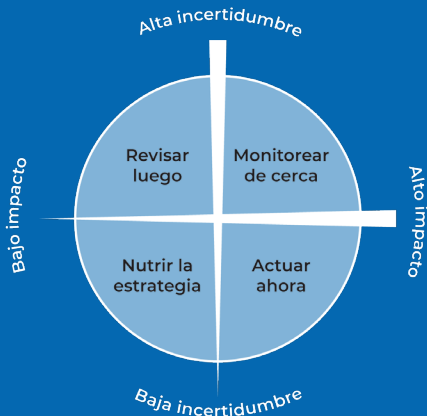 Alta incertidumbre
Revisar
luego
Monitorear
de cerca
Bajo impacto
Alto impacto
Nutrir la
estrategia
Actuar
ahora
Baja incertidumbre